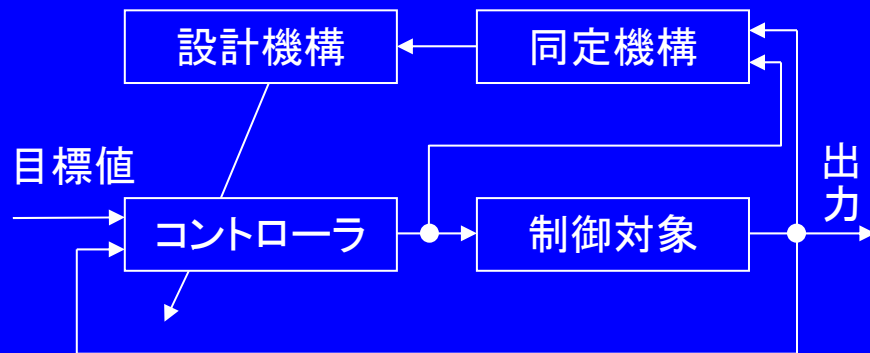 設計機構
同定機構
目標値
出力
コントローラ
制御対象